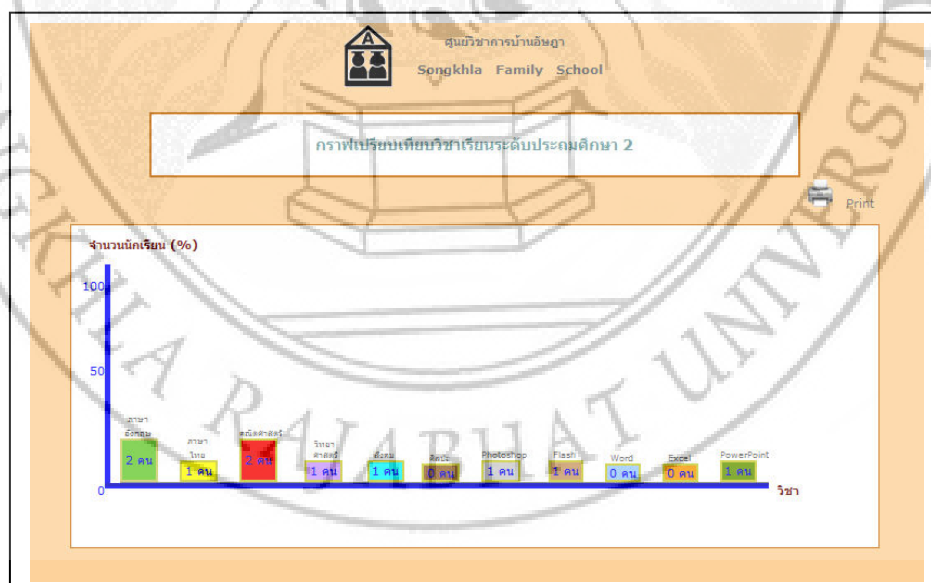 A
ศูนย์วิชาการบ้านอัษฎา
Songkhla Family School
กราฟเปรียบเทียบวิชาเรียนระดับประถมศึกษา 2
Print
จำนวนนักเรียน (%)
100
50
0
ภาษา
อังกฤษ
2 คน
ภาษา
ไทย
1 คน
คณิตศาสตร์
2 คน
วิทยา
ศาสตร์
1 คน
สังคม
1 คน
ศิลปะ
0 คน
Photoshop
1 คน
Flash
1 คน
Word
0 คน
Excel
0 คน
PowerPoint
1 คน
วิชา
SONGKHLA RAJABHAT UNIVERSITY